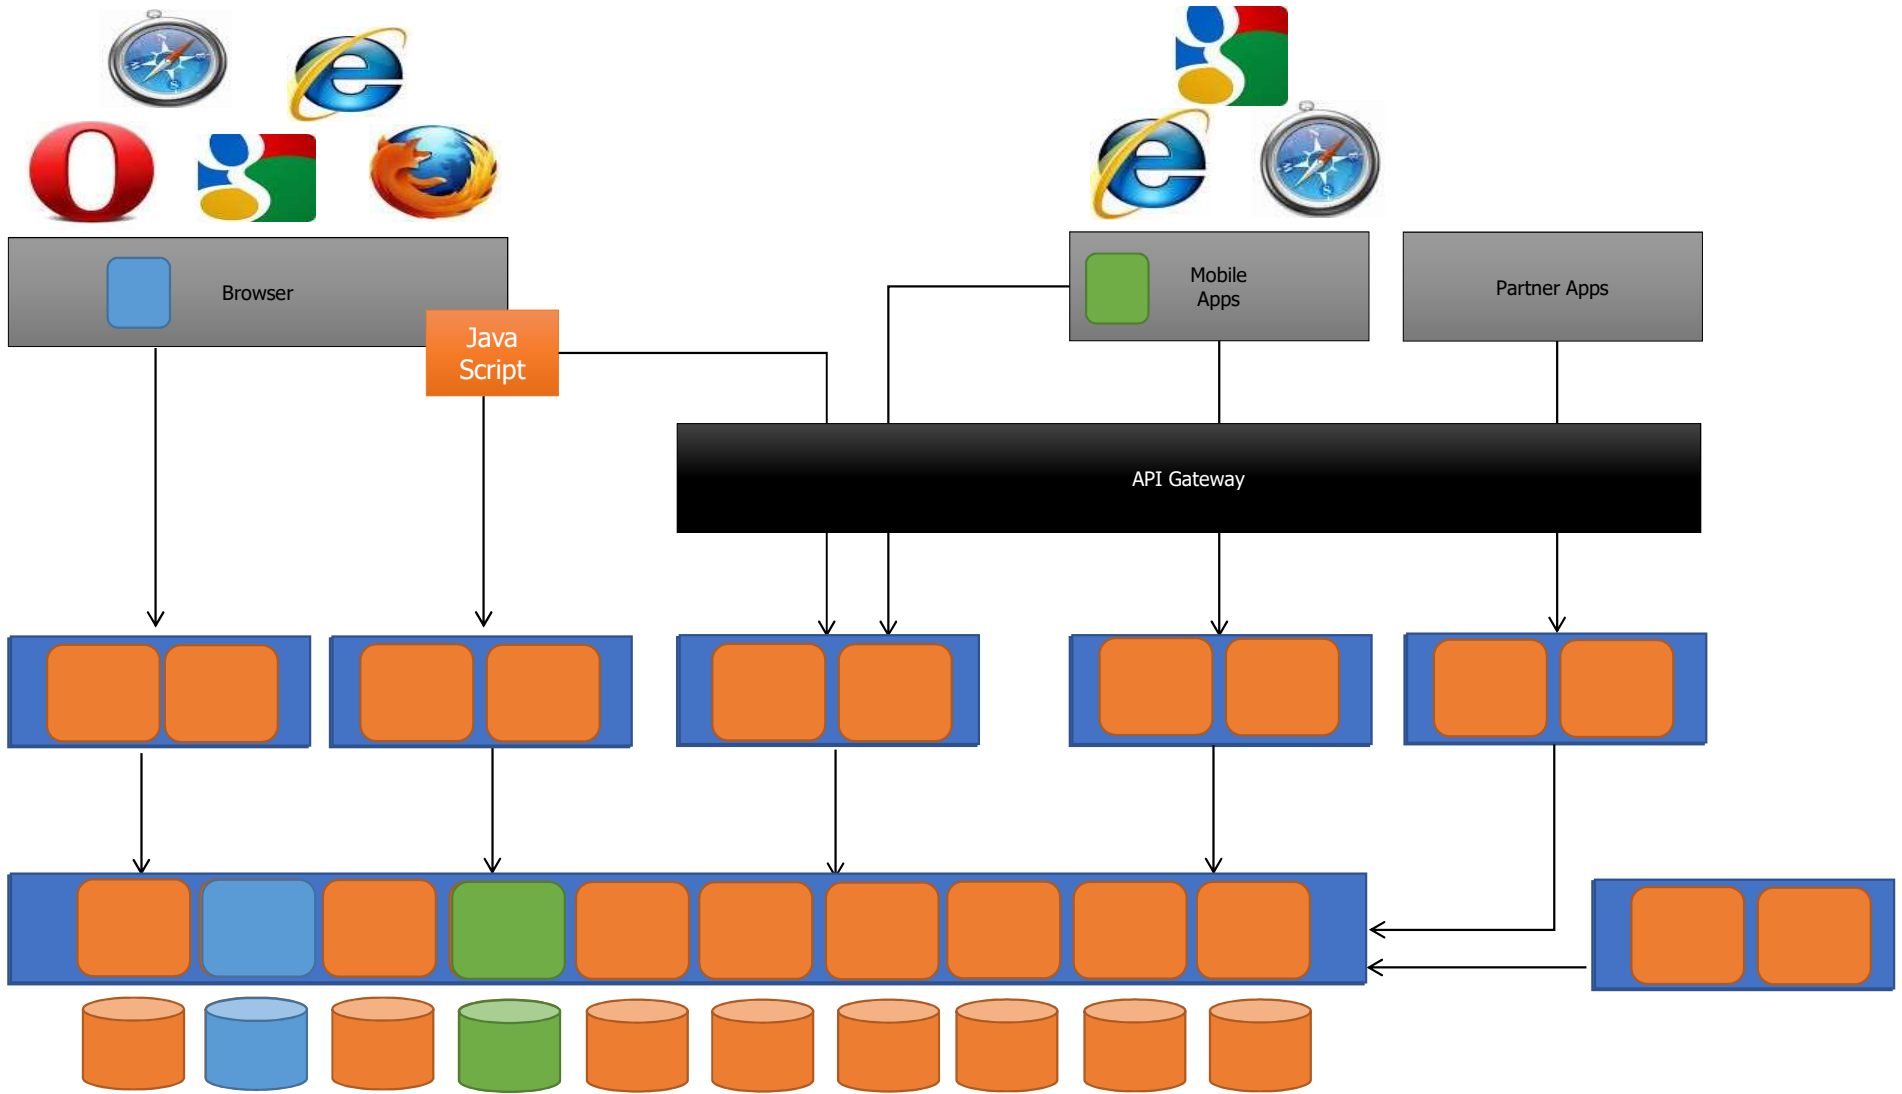 Browser
Java
Script
Mobile
Apps
Partner Apps
API Gateway